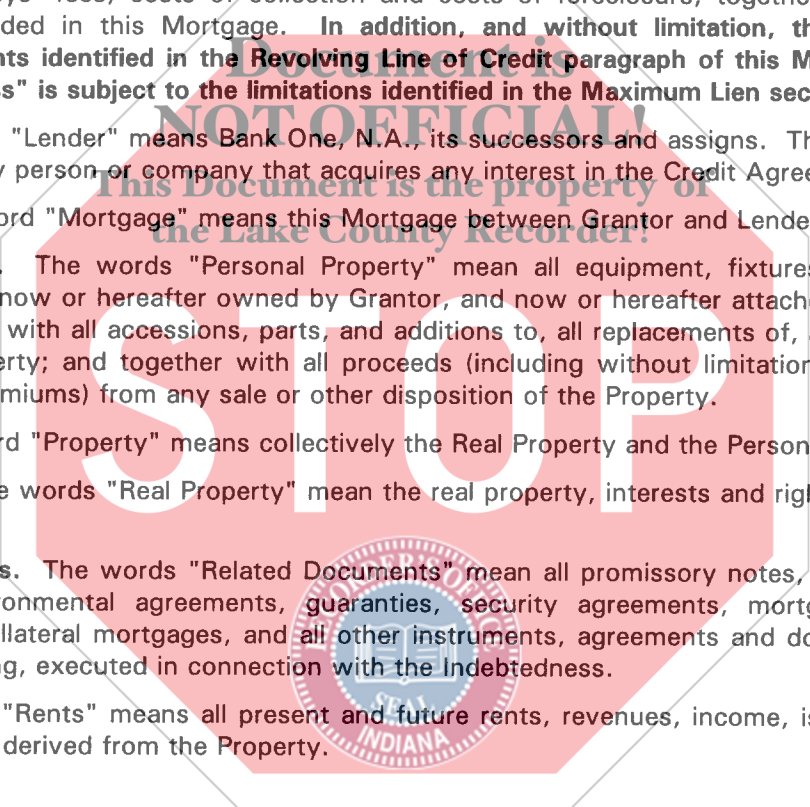 ded in this Mortgage. In addition, and without limitation, th
nts identified in the Revolving Line of Credit paragraph of this M
s" is subject to the limitations identified in the Maximum Lien sec
"Lender" means Bank One, N.A., its successors and assigns. Th
y person or company that acquires any interest in the Credit Agree
ord "Mortgage" means this Mortgage between Grantor and Lende
. The words "Personal Property" mean all equipment, fixtures
now or hereafter owned by Grantor, and now or hereafter attach
with all accessions, parts, and additions to, all replacements of,
erty; and together with all proceeds (including without limitation
miums) from any sale or other disposition of the Property.
rd "Property" means collectively the Real Property and the Person
e words "Real Property" mean the real property, interests and righ
s. The words "Related Documents" mean all promissory notes,
ronmental agreements, guaranties, security agreements, mortg
llateral mortgages, and all other instruments, agreements and do
ng, executed in connection with the Indebtedness.
"Rents" means all present and future rents, revenues, income, is
derived from the Property.
Document is
NOT OFFICIAL!
This Document is the property of
the Lake County Recorder!
STOP
RECORDER'S OFFICE
SEAL
INDIANA